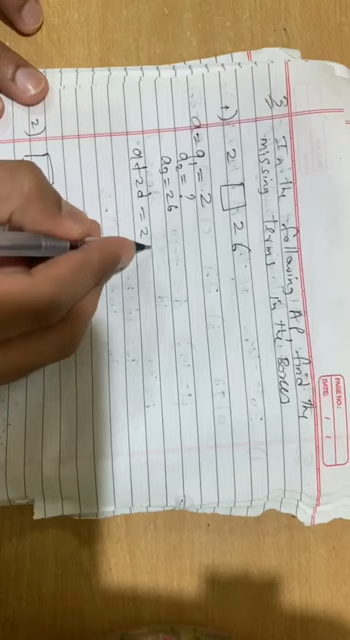 PAGE NO.:
DATE: / /
3) In the following AP find the
missing terms in the Boxes
1) 2 □ 26
a = a1 = 2
a2 = ?
a3 = 26
a + 2d = 2
2)